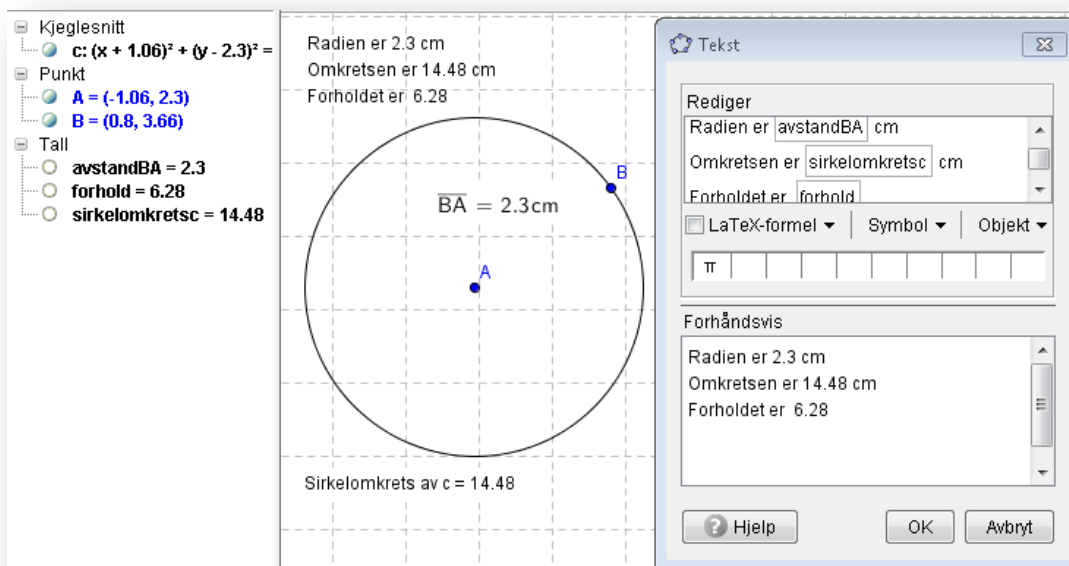 Kjeglesnitt
c: (x + 1.06)² + (y - 2.3)² =
Punkt
A = (-1.06, 2.3)
B = (0.8, 3.66)
Tall
avstandBA = 2.3
forhold = 6.28
sirkelomkretsc = 14.48
Radien er 2.3 cm
Omkretsen er 14.48 cm
Forholdet er 6.28
B
BA = 2.3cm
A
Sirkelomkrets av c = 14.48
Tekst
Rediger
Radien er avstandBA cm
Omkretsen er sirkelomkretsc cm
Forholdet er forhold
LaTeX-formel Symbol Objekt
π
Forhåndsvis
Radien er 2.3 cm
Omkretsen er 14.48 cm
Forholdet er 6.28
Hjelp OK Avbryt